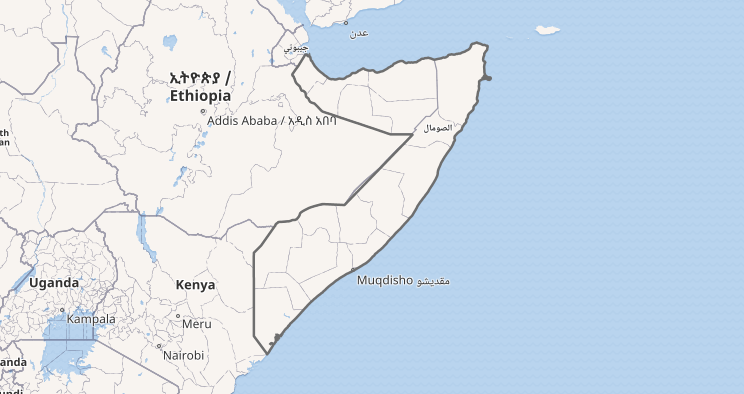 عدن
جيبوتي
ኢትዮጵያ /
Ethiopia
Addis Ababa / አዲስ አበባ
الصومال
th
an
Uganda
Kenya
Muqdisho مقديشو
Kampala
Meru
Nairobi
anda
undi